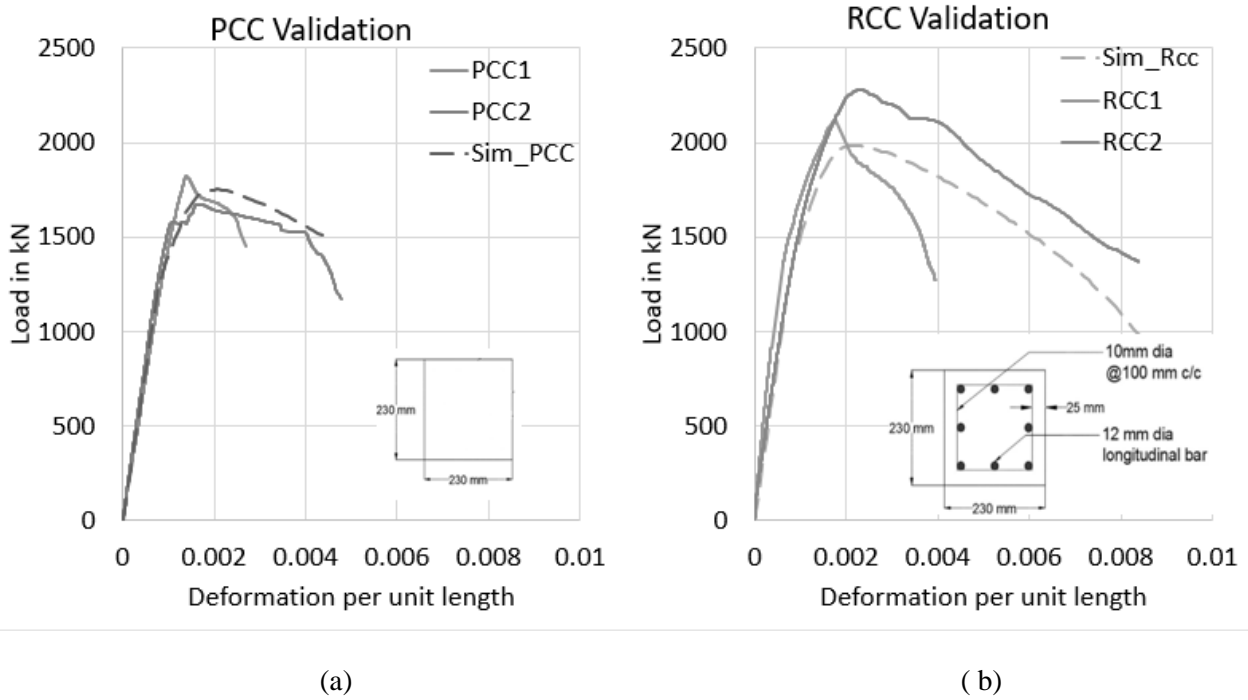 PCC Validation
2500
2000
1500
1000
500
0
Load in kN
PCC1
PCC2
Sim_PCC
230 mm
230 mm
0 0.002 0.004 0.006 0.008 0.01
Deformation per unit length
(a)
RCC Validation
2500
2000
1500
1000
500
0
Load in kN
Sim_Rcc
RCC1
RCC2
10mm dia
@100 mm c/c
25 mm
230 mm
12 mm dia
longitudinal bar
230 mm
0 0.002 0.004 0.006 0.008 0.01
Deformation per unit length
( b)